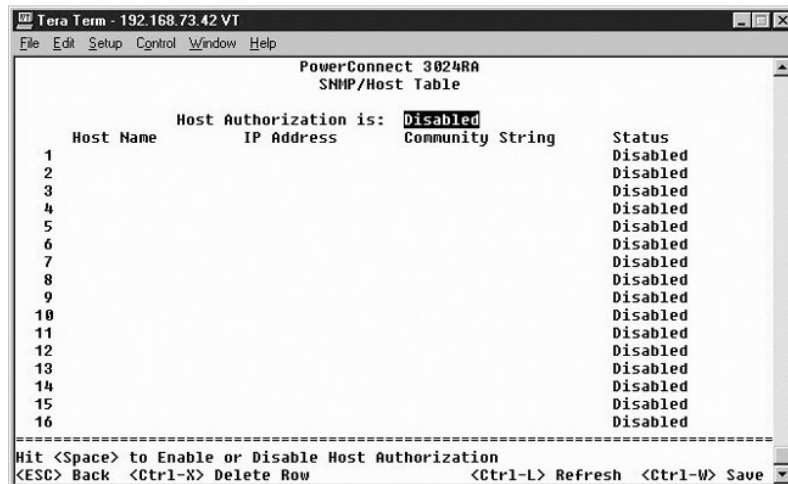 Tera Term - 192.168.73.42 VT
File Edit Setup Control Window Help
PowerConnect 3024RA
SNMP/Host Table
Host Authorization is: Disabled
Host Name IP Address Community String Status
1 Disabled
2 Disabled
3 Disabled
4 Disabled
5 Disabled
6 Disabled
7 Disabled
8 Disabled
9 Disabled
10 Disabled
11 Disabled
12 Disabled
13 Disabled
14 Disabled
15 Disabled
16 Disabled
Hit <Space> to Enable or Disable Host Authorization
<ESC> Back <Ctrl-X> Delete Row <Ctrl-L> Refresh <Ctrl-W> Save